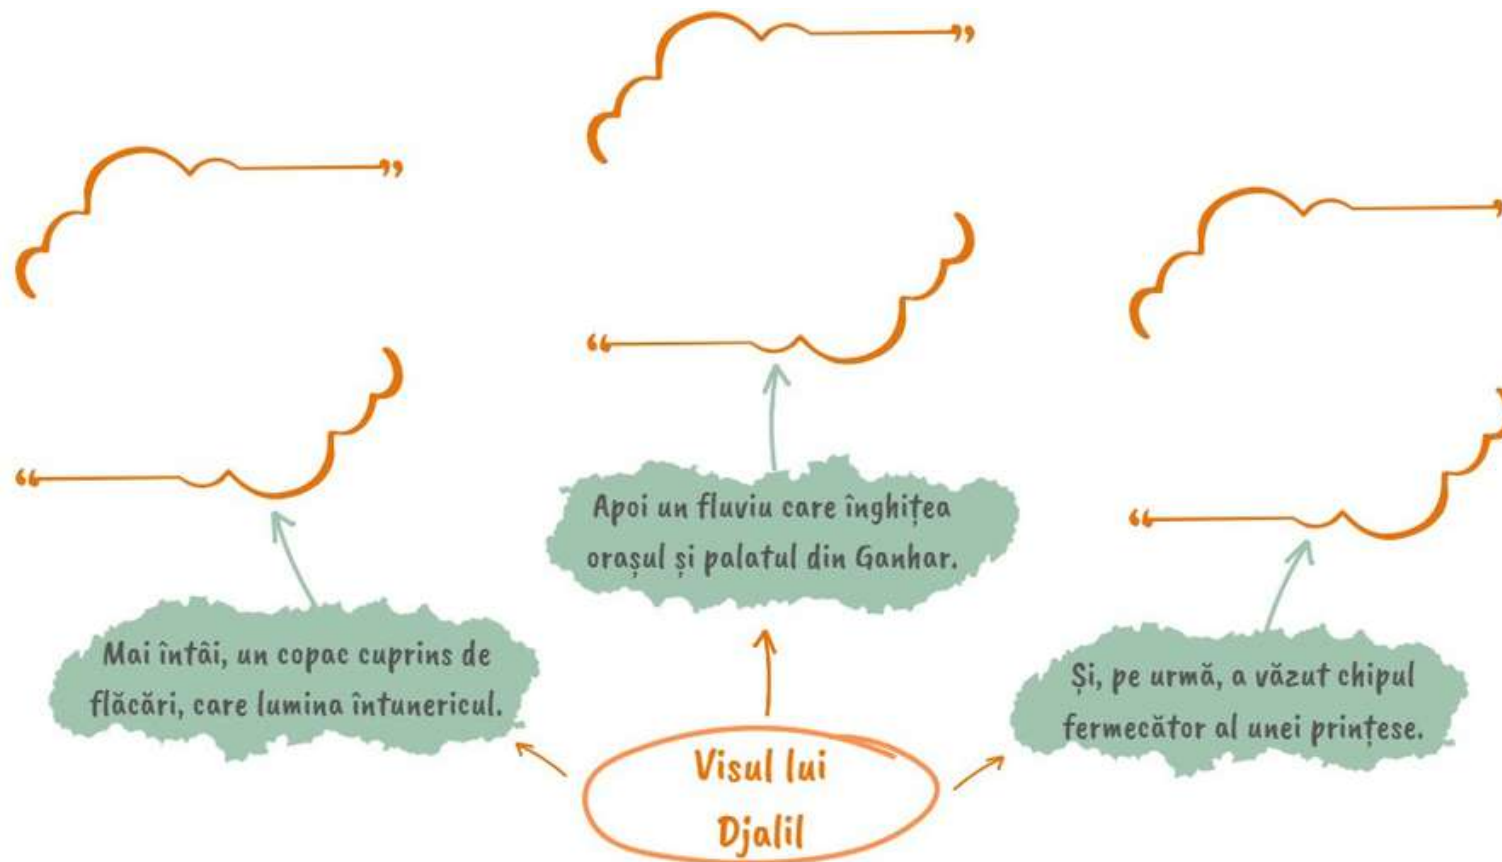 Apoi un fluviu care înghițea
orașul și palatul din Ganhar.
Mai întâi, un copac cuprins de
flăcări, care lumina întunericul.
Și, pe urmă, a văzut chipul
fermecător al unei prințese.
Visul lui
Djalil